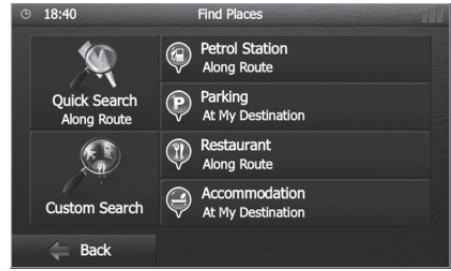 18:40
Find Places
Quick Search
Along Route
Custom Search
Petrol Station
Along Route
P
Parking
At My Destination
Restaurant
Along Route
Accommodation
At My Destination
Back